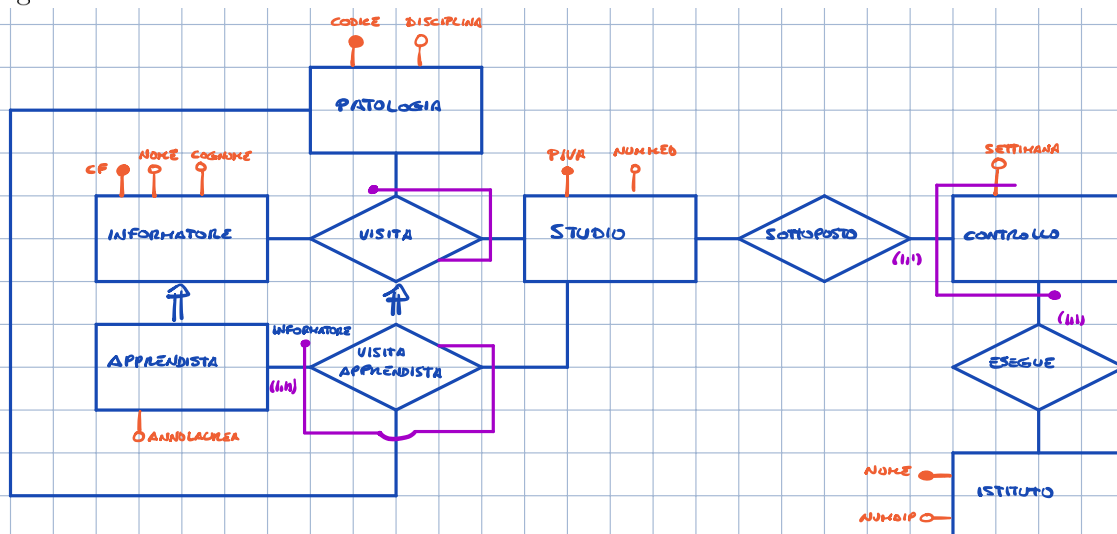 CODICE DISCIPLINA
PATOLOGIA
CF NOME COGNOME
PIVA NUMMED
SETTIMANA
INFORMATORE
VISITA
STUDIO
SOTTOPOSTO
CONTROLLO
(1,1)
(1,1)
INFORMATORE
APPRENDISTA
(1,N)
VISITA
APPRENDISTA
ESEGUE
ANNOLAUREA
NOME
ISTITUTO
NUMDIP